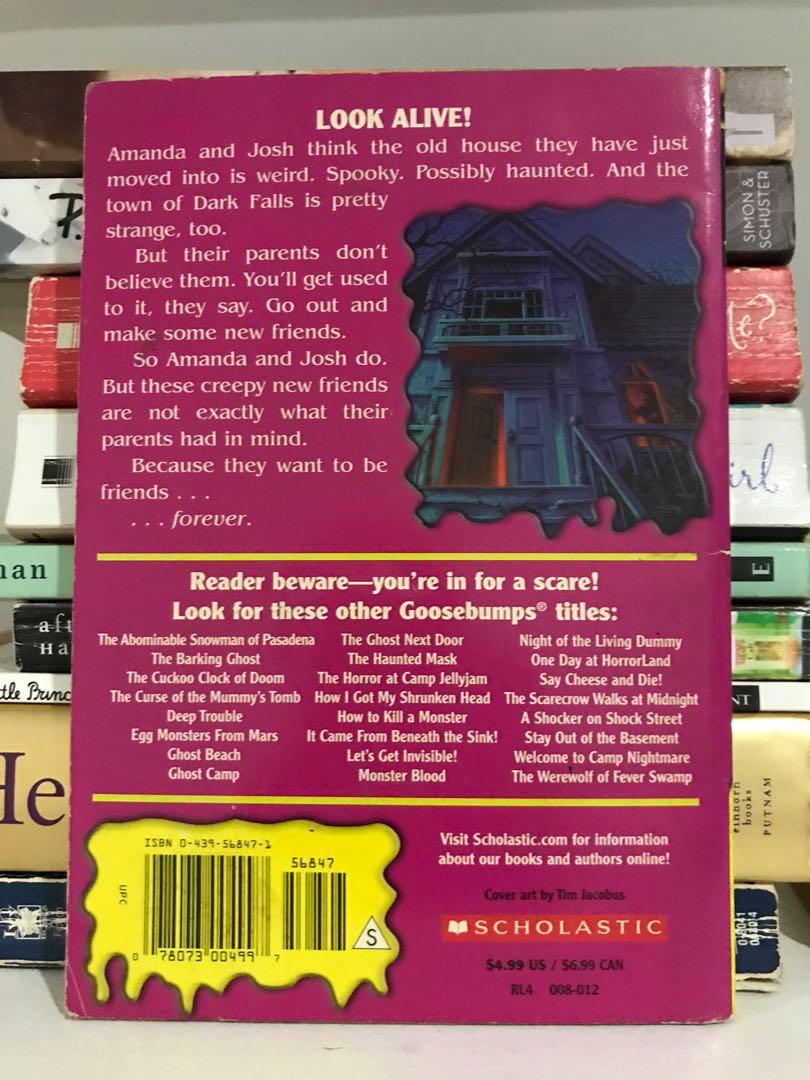 LOOK ALIVE!
Amanda and Josh think the old house they have just
moved into is weird. Spooky. Possibly haunted. And the
town of Dark Falls is pretty
strange, too.
But their parents don't
believe them. You'll get used
to it, they say. Go out and
make some new friends.
So Amanda and Josh do.
But these creepy new friends
are not exactly what their
parents had in mind.
Because they want to be
friends . . .
. . . forever.
Reader beware—you're in for a scare!
Look for these other Goosebumps® titles:
The Abominable Snowman of Pasadena
The Barking Ghost
The Cuckoo Clock of Doom
The Curse of the Mummy's Tomb
Deep Trouble
Egg Monsters From Mars
Ghost Beach
Ghost Camp
The Ghost Next Door
The Haunted Mask
The Horror at Camp Jellyjam
How I Got My Shrunken Head
How to Kill a Monster
It Came From Beneath the Sink!
Let's Get Invisible!
Monster Blood
Night of the Living Dummy
One Day at HorrorLand
Say Cheese and Die!
The Scarecrow Walks at Midnight
A Shocker on Shock Street
Stay Out of the Basement
Welcome to Camp Nightmare
The Werewolf of Fever Swamp
ISBN 0-439-56847-1
56847
UPC
S
0 78073 00499 7
Visit Scholastic.com for information
about our books and authors online!
Cover art by Tim Jacobus
SCHOLASTIC
$4.99 US / $6.99 CAN
RL4 008-012
SIMON &
SCHUSTER
irl
nan
E
aft
Ha
tle Princ
NT
He
einhorn
books
PUTNAM